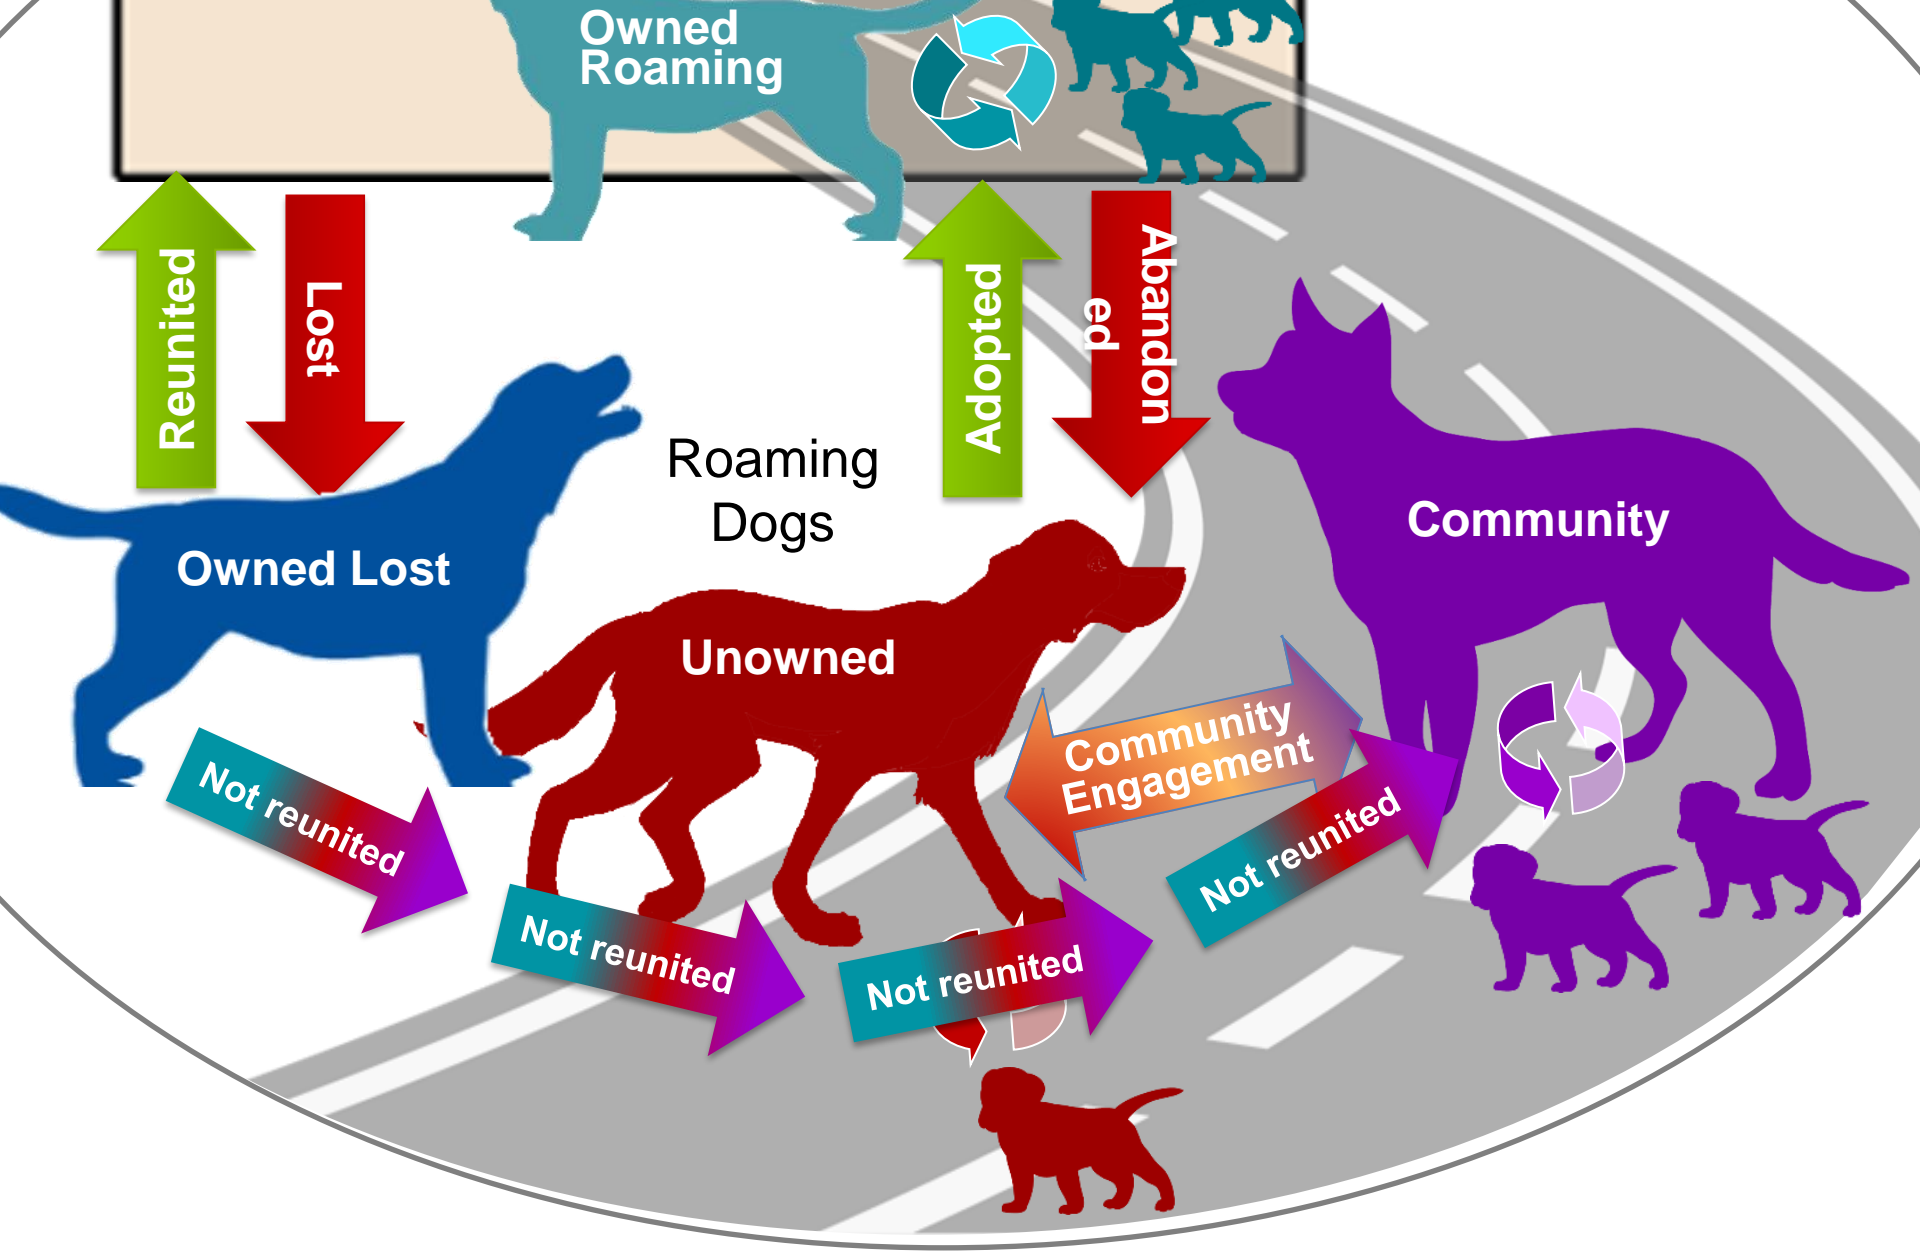 Owned
Roaming
Reunited
Lost
Adopted
Abandon
ed
Roaming
Dogs
Community
Owned Lost
Unowned
Community
Engagement
Not reunited
Not reunited
Not reunited
Not reunited